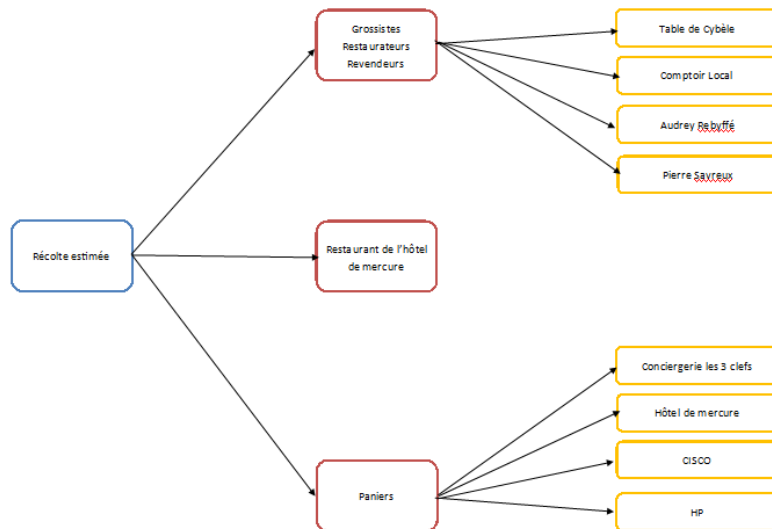 Grossistes
Restaurateurs
Revendeurs
Table de Cybèle
Comptoir Local
Audrey Rebyffé
Pierre Sayreux
Récolte estimée
Restaurant de l'hôtel
de mercure
Paniers
Conciergerie les 3 clefs
Hôtel de mercure
CISCO
HP